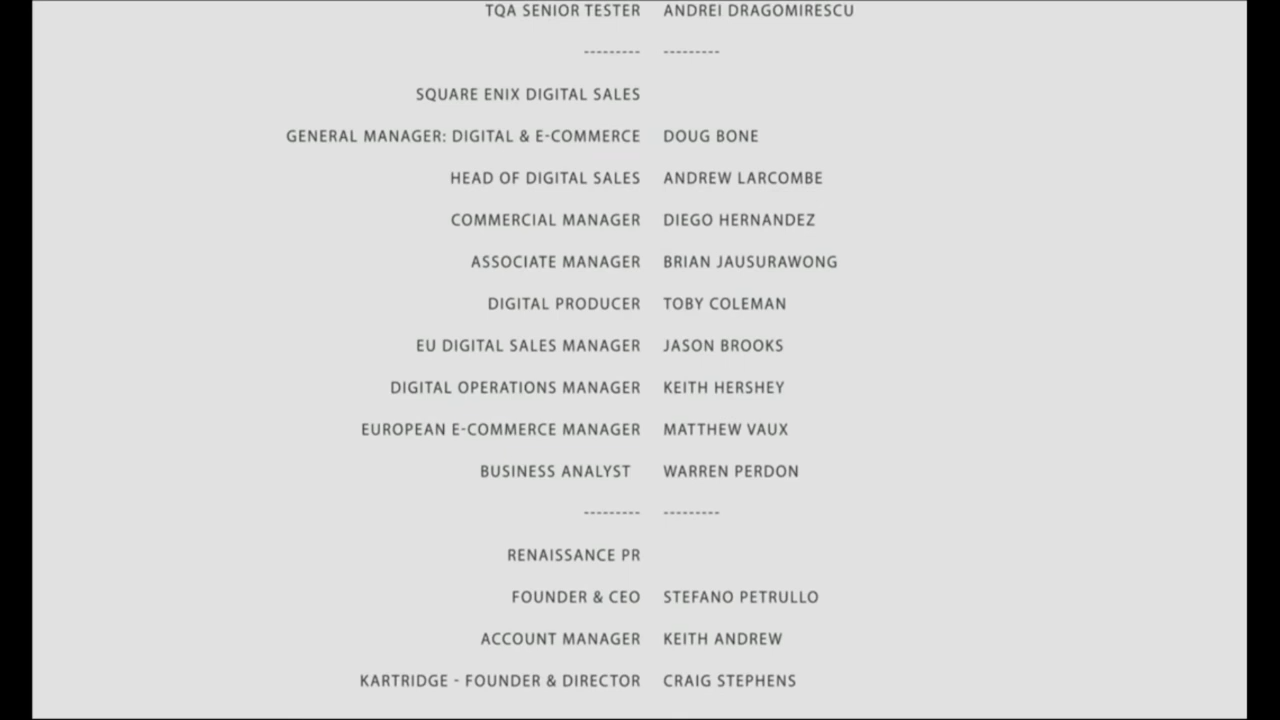 TQA SENIOR TESTER ANDREI DRAGOMIRESCU
--------- ---------
SQUARE ENIX DIGITAL SALES
GENERAL MANAGER: DIGITAL & E-COMMERCE DOUG BONE
HEAD OF DIGITAL SALES ANDREW LARCOMBE
COMMERCIAL MANAGER DIEGO HERNANDEZ
ASSOCIATE MANAGER BRIAN JAUSURAWONG
DIGITAL PRODUCER TOBY COLEMAN
EU DIGITAL SALES MANAGER JASON BROOKS
DIGITAL OPERATIONS MANAGER KEITH HERSHEY
EUROPEAN E-COMMERCE MANAGER MATTHEW VAUX
BUSINESS ANALYST WARREN PERDON
--------- ---------
RENAISSANCE PR
FOUNDER & CEO STEFANO PETRULLO
ACCOUNT MANAGER KEITH ANDREW
KARTRIDGE - FOUNDER & DIRECTOR CRAIG STEPHENS